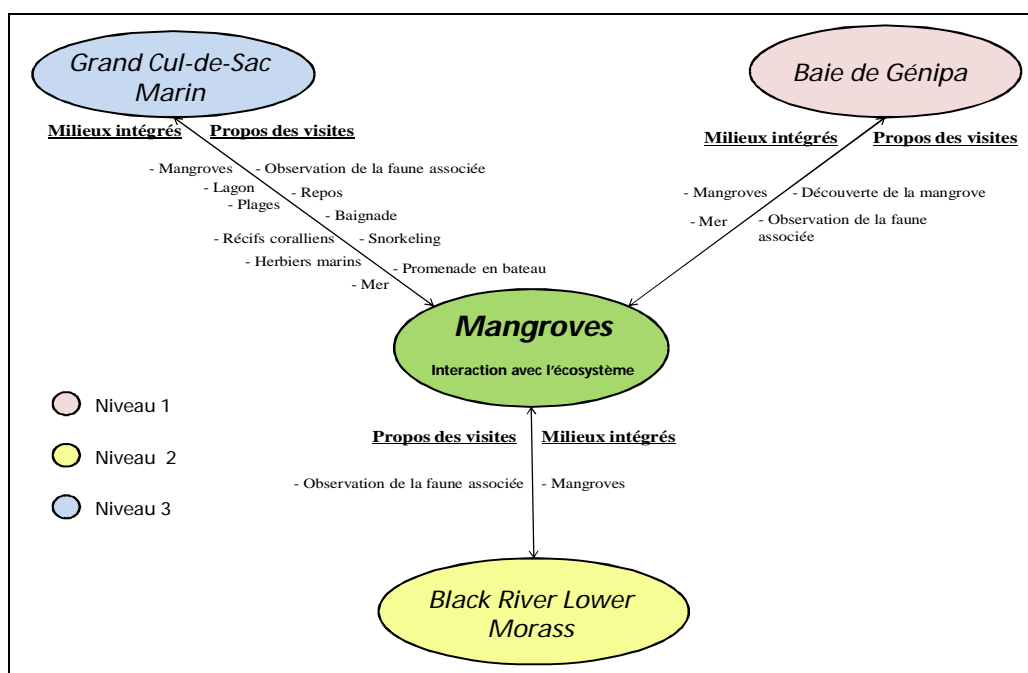 Grand Cul-de-Sac
Marin
Baie de Génipa
Milieux intégrés Propos des visites
- Mangroves - Observation de la faune associée
- Lagon - Repos
- Plages
- Baignade
- Récifs coralliens - Snorkeling
- Herbiers marins - Promenade en bateau
- Mer
Milieux intégrés Propos des visites
- Mangroves - Découverte de la mangrove
- Mer - Observation de la faune
associée
Mangroves
Interaction avec l'écosystème
Niveau 1
Niveau 2
Niveau 3
Propos des visites Milieux intégrés
- Observation de la faune associée - Mangroves
Black River Lower
Morass